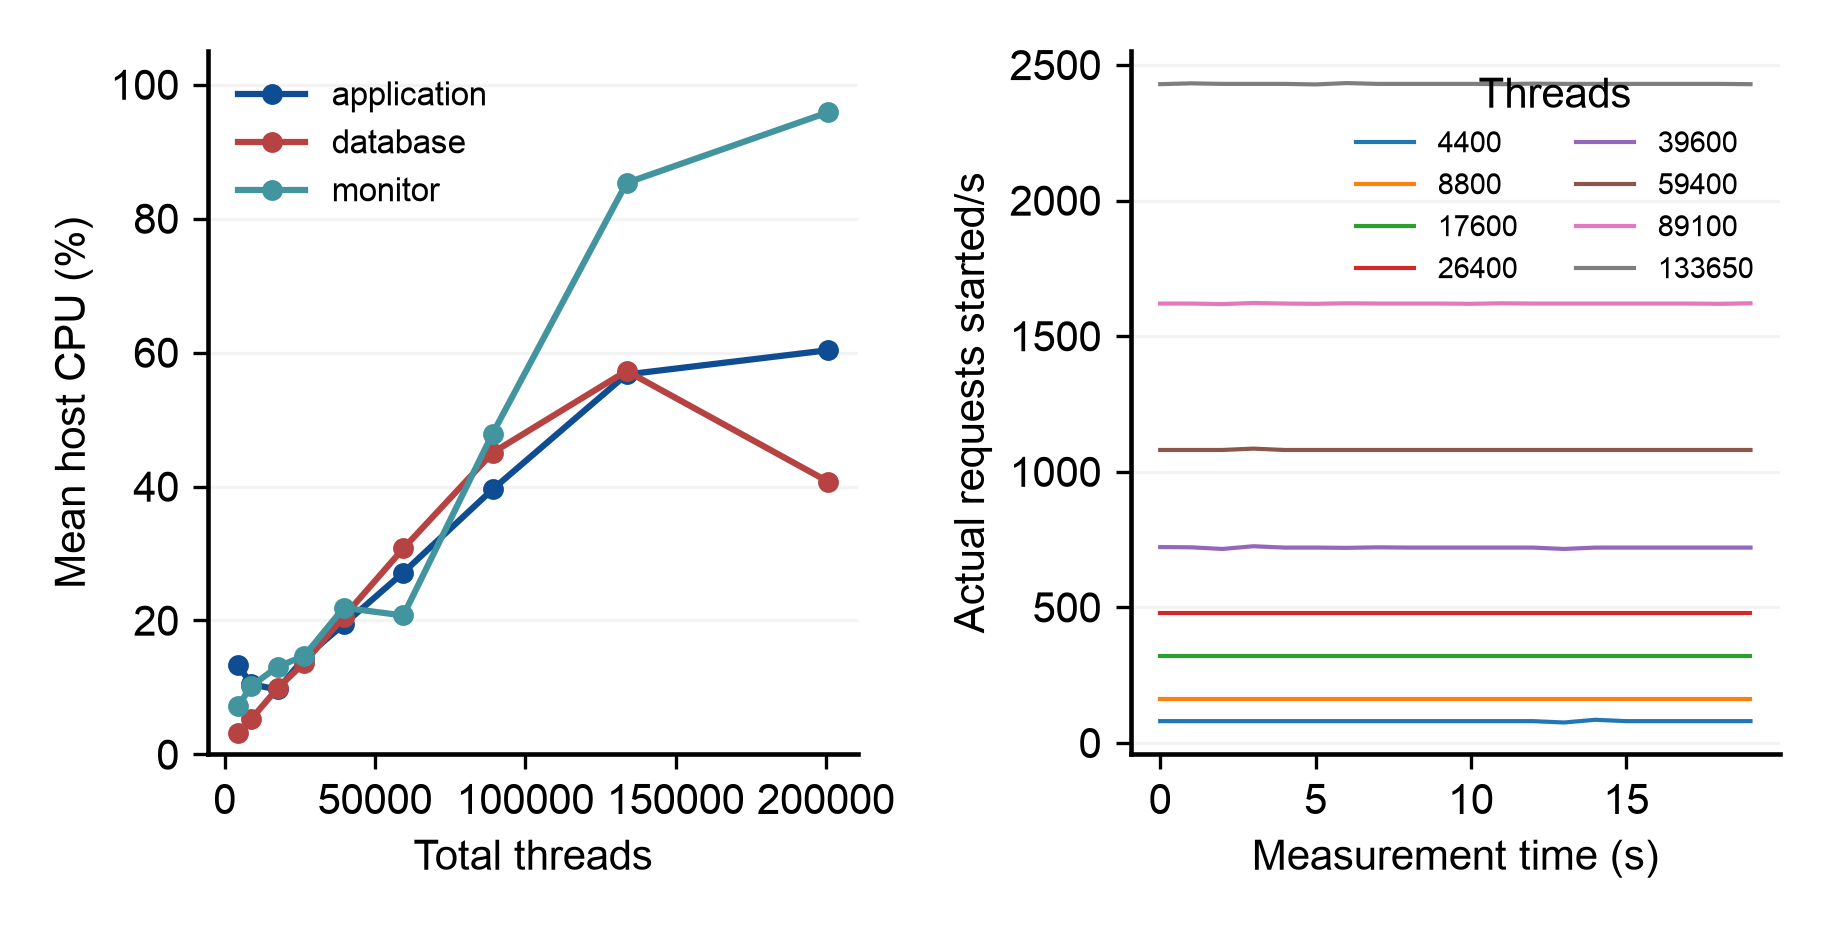 Mean host CPU (%)
100
80
60
40
20
0
application
database
monitor
0 50000 100000 150000 200000
Total threads
Actual requests started/s
2500
2000
1500
1000
500
0
Threads
4400 39600
8800 59400
17600 89100
26400 133650
0 5 10 15
Measurement time (s)